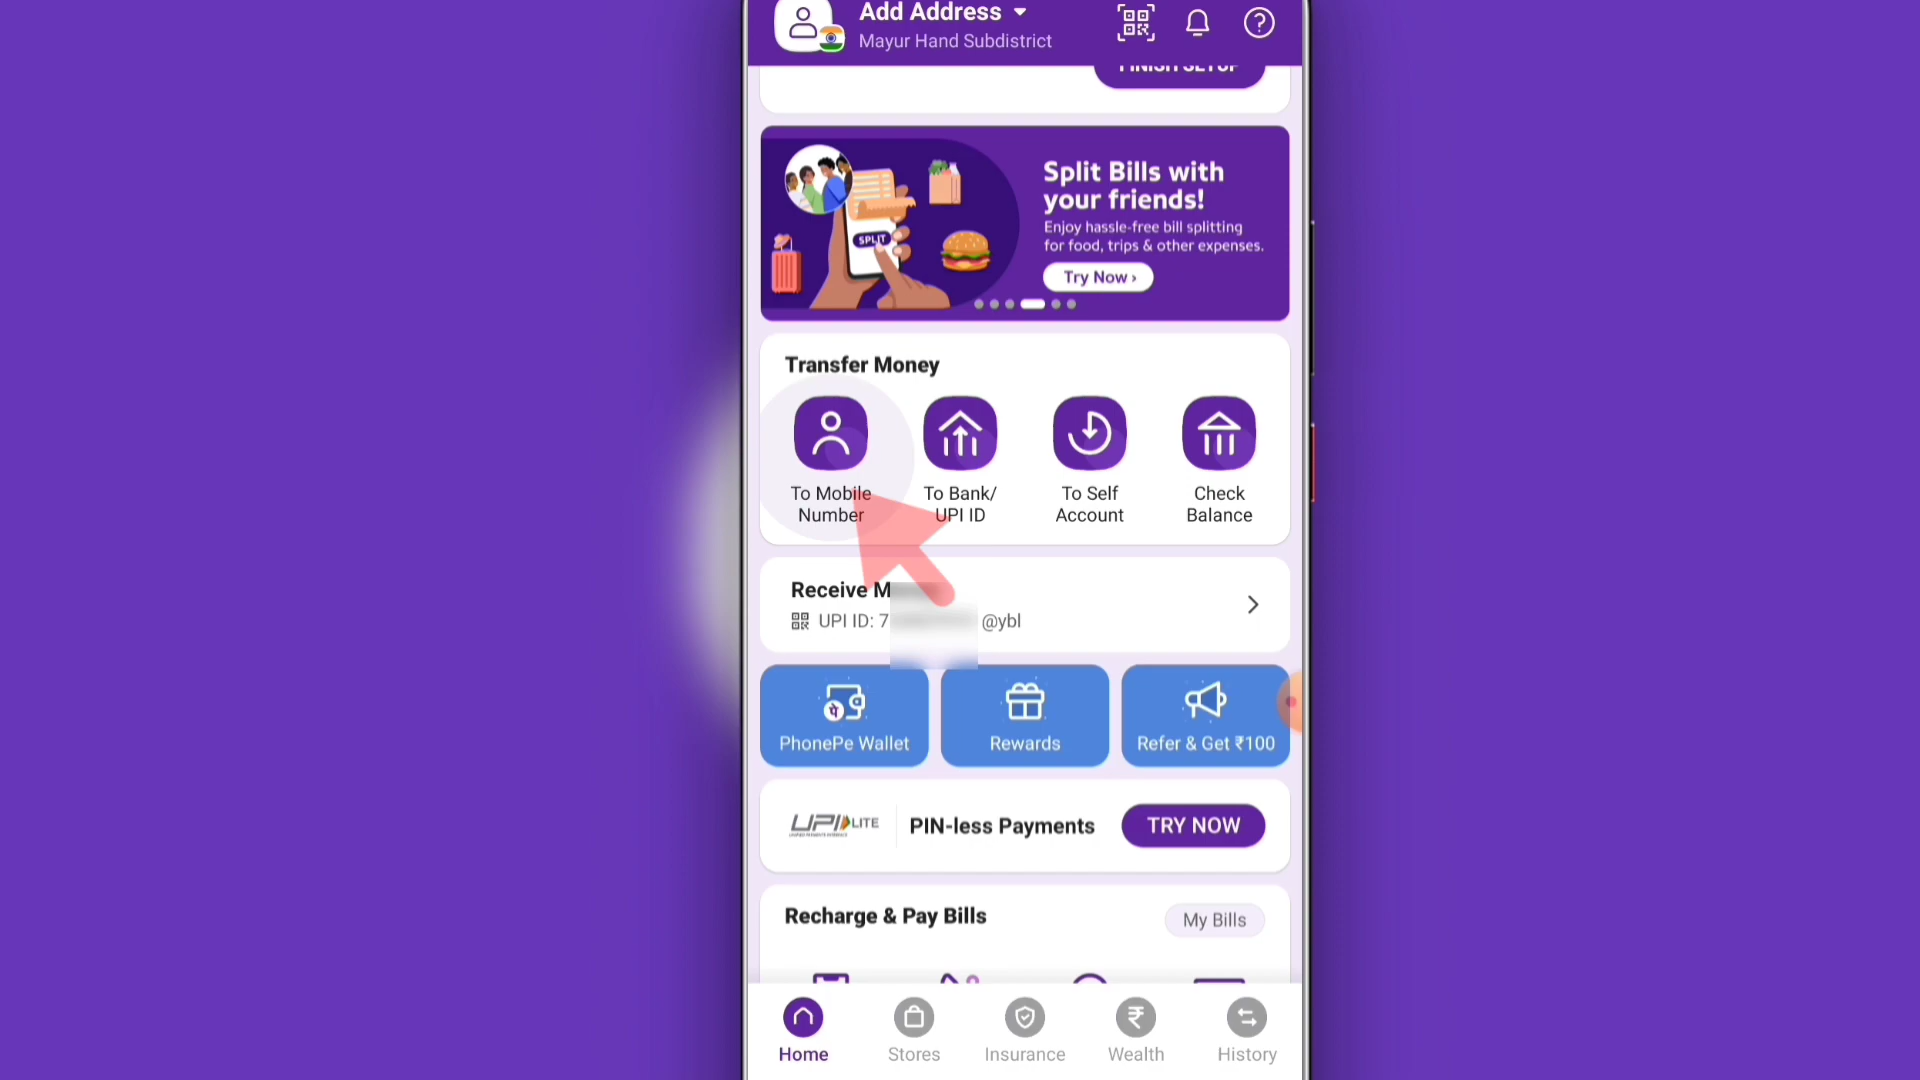 Add Address
Mayur Hand Subdistrict
FINISH SETUP
Split Bills with
your friends!
Enjoy hassle-free bill splitting
for food, trips & other expenses.
SPLIT
Try Now ›
Transfer Money
To Mobile
Number
To Bank/
UPI ID
To Self
Account
Check
Balance
Receive M
UPI ID: 7 @ybl
पे
PhonePe Wallet
Rewards
Refer & Get ₹100
UPI LITE
PIN-less Payments
TRY NOW
Recharge & Pay Bills
My Bills
Home
Stores
Insurance
Wealth
History